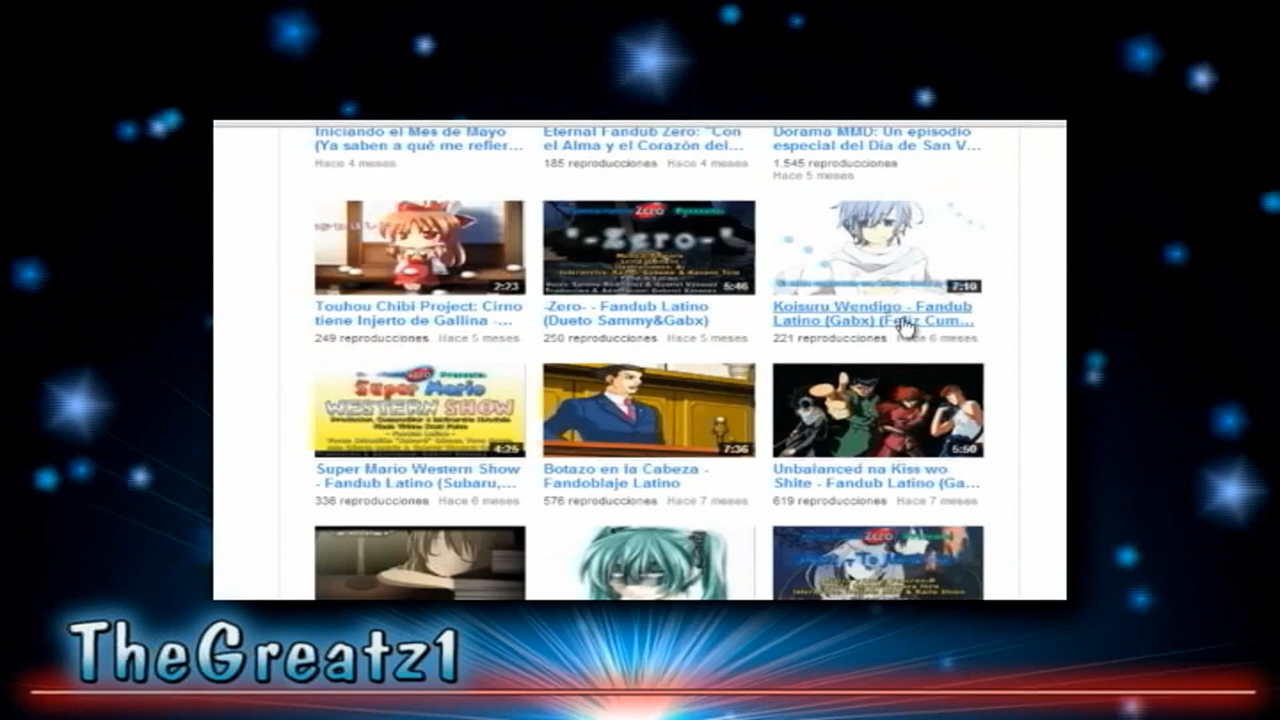 Iniciando el Mes de Mayo
(Ya saben a qué me refier...
Hace 4 meses
Eternal Fandub Zero: "Con
el Alma y el Corazón del...
185 reproducciones Hace 4 meses
Dorama MMD: Un episodio
especial del Día de San V...
1.545 reproducciones
Hace 5 meses
2:23
Touhou Chibi Project: Cirno
tiene Injerto de Gallina -...
249 reproducciones Hace 5 meses
Zero Presenta:
-Zero-
5:46
-Zero- - Fandub Latino
(Dueto Sammy&Gabx)
250 reproducciones Hace 5 meses
7:10
Koisuru Wendigo - Fandub
Latino (Gabx) (Feliz Cum...
221 reproducciones Hace 6 meses
Zero Presenta:
Super Mario
WESTERN SHOW
4:25
Super Mario Western Show
- Fandub Latino (Subaru,...
336 reproducciones Hace 6 meses
7:36
Botazo en la Cabeza -
Fandoblaje Latino
576 reproducciones Hace 7 meses
5:50
Unbalanced na Kiss wo
Shite - Fandub Latino (Ga...
619 reproducciones Hace 7 meses
Zero
TheGreatz1